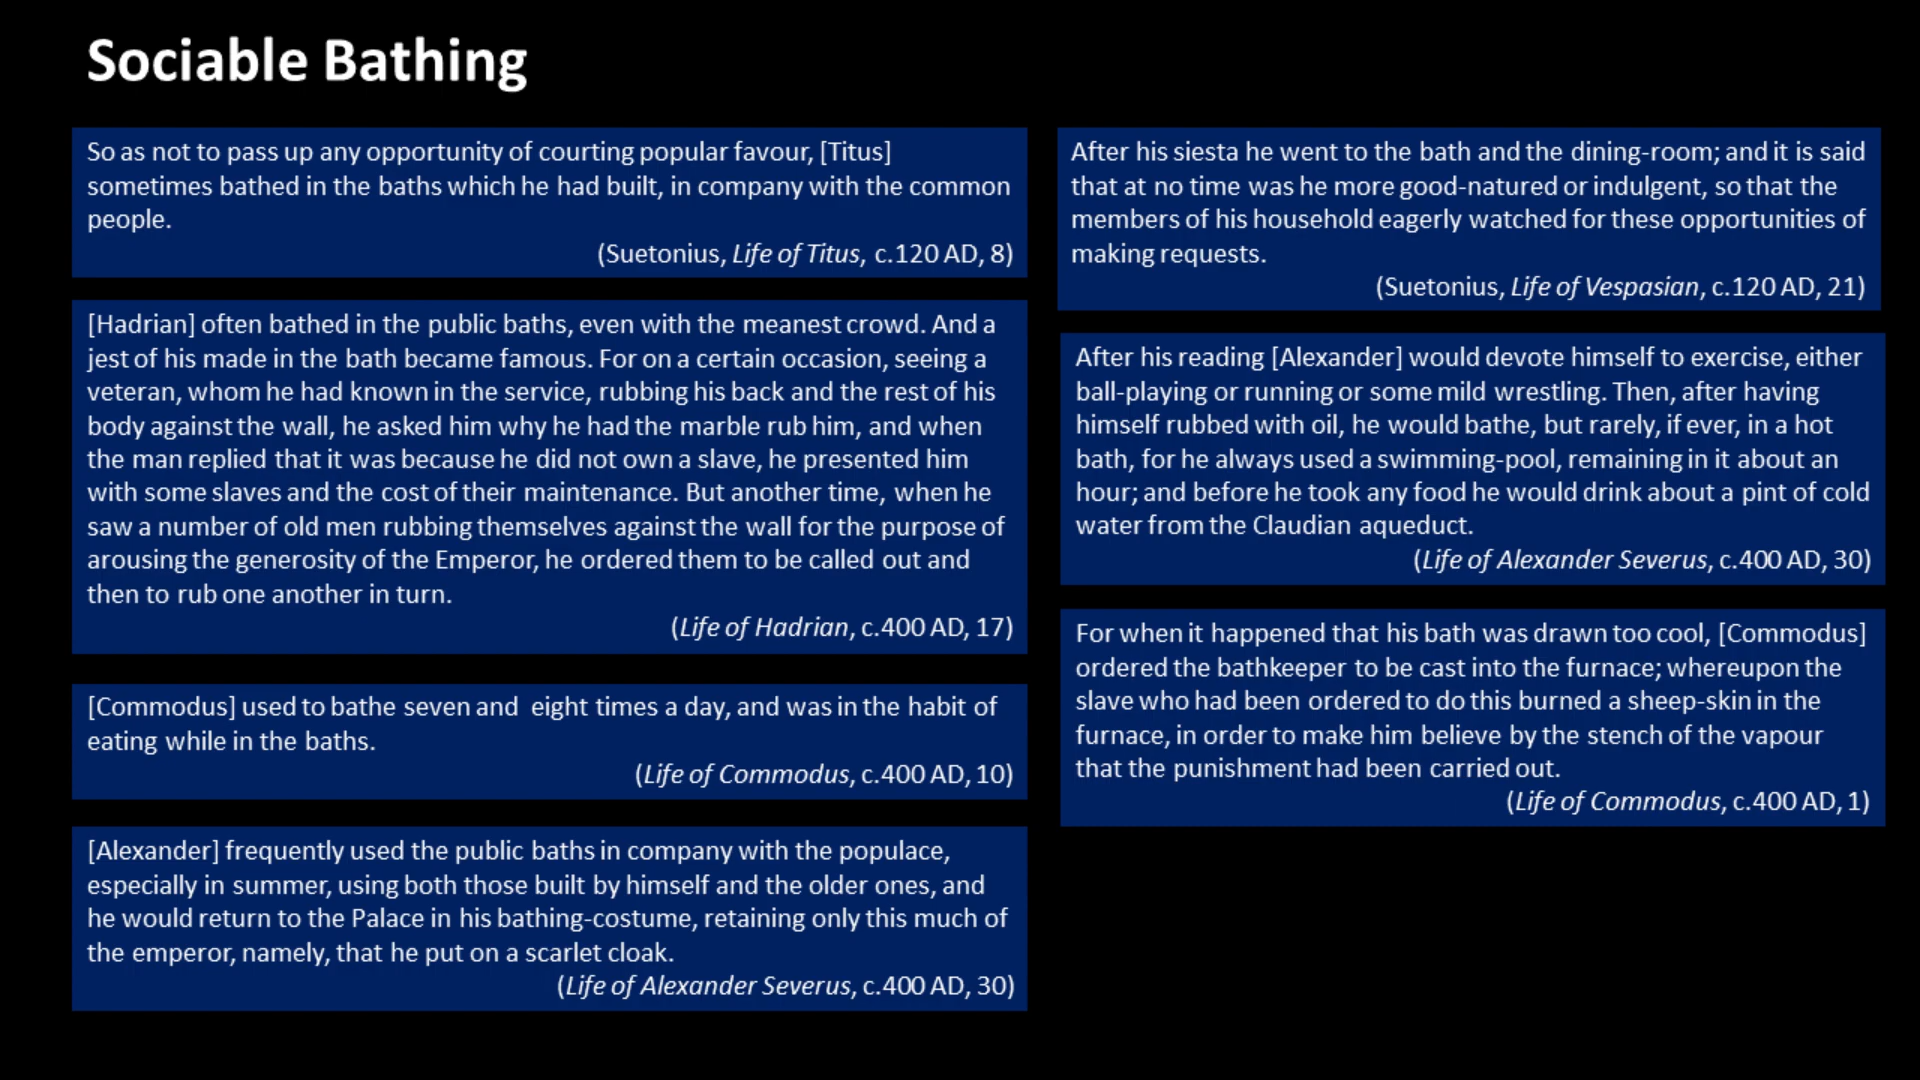 Sociable Bathing
So as not to pass up any opportunity of courting popular favour, [Titus]
sometimes bathed in the baths which he had built, in company with the common
people.
(Suetonius, Life of Titus, c.120 AD, 8)
[Hadrian] often bathed in the public baths, even with the meanest crowd. And a
jest of his made in the bath became famous. For on a certain occasion, seeing a
veteran, whom he had known in the service, rubbing his back and the rest of his
body against the wall, he asked him why he had the marble rub him, and when
the man replied that it was because he did not own a slave, he presented him
with some slaves and the cost of their maintenance. But another time, when he
saw a number of old men rubbing themselves against the wall for the purpose of
arousing the generosity of the Emperor, he ordered them to be called out and
then to rub one another in turn.
(Life of Hadrian, c.400 AD, 17)
[Commodus] used to bathe seven and  eight times a day, and was in the habit of
eating while in the baths.
(Life of Commodus, c.400 AD, 10)
[Alexander] frequently used the public baths in company with the populace,
especially in summer, using both those built by himself and the older ones, and
he would return to the Palace in his bathing-costume, retaining only this much of
the emperor, namely, that he put on a scarlet cloak.
(Life of Alexander Severus, c.400 AD, 30)
After his siesta he went to the bath and the dining-room; and it is said
that at no time was he more good-natured or indulgent, so that the
members of his household eagerly watched for these opportunities of
making requests.
(Suetonius, Life of Vespasian, c.120 AD, 21)
After his reading [Alexander] would devote himself to exercise, either
ball-playing or running or some mild wrestling. Then, after having
himself rubbed with oil, he would bathe, but rarely, if ever, in a hot
bath, for he always used a swimming-pool, remaining in it about an
hour; and before he took any food he would drink about a pint of cold
water from the Claudian aqueduct.
(Life of Alexander Severus, c.400 AD, 30)
For when it happened that his bath was drawn too cool, [Commodus]
ordered the bathkeeper to be cast into the furnace; whereupon the
slave who had been ordered to do this burned a sheep-skin in the
furnace, in order to make him believe by the stench of the vapour
that the punishment had been carried out.
(Life of Commodus, c.400 AD, 1)